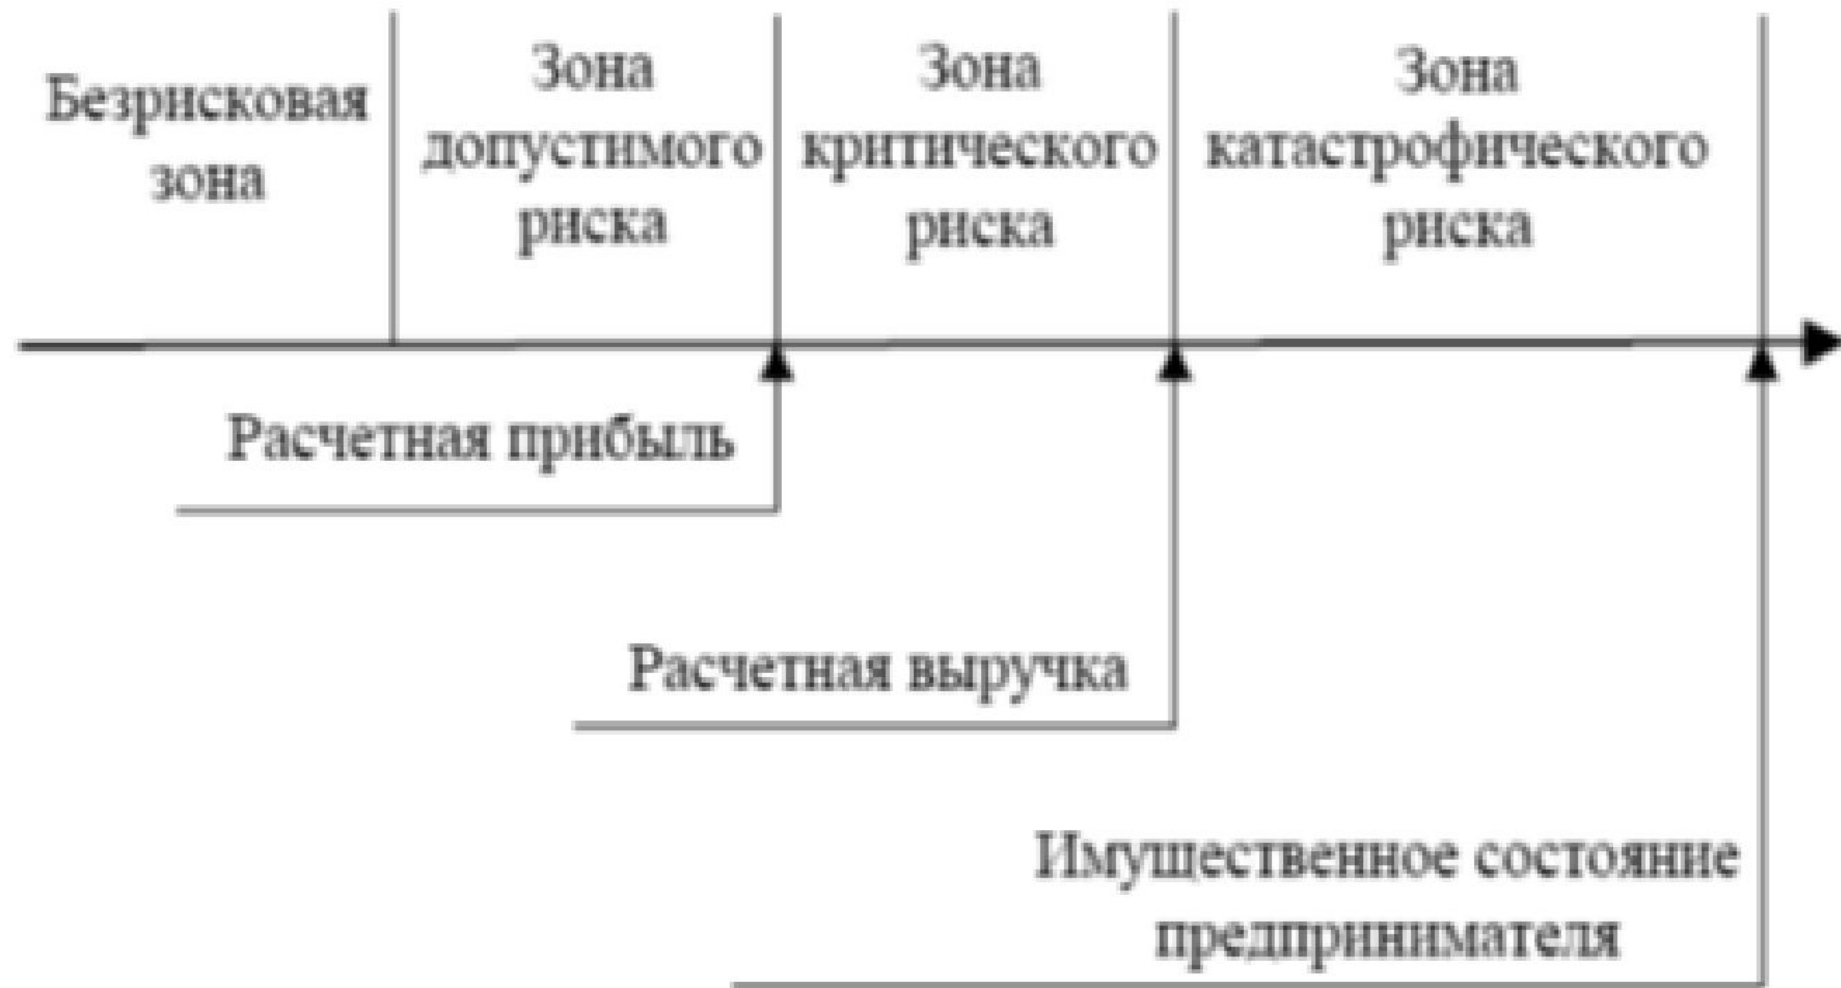 Безрисковая
зона
Зона
допустимого
риска
Зона
критического
риска
Зона
катастрофического
риска
Расчетная прибыль
Расчетная выручка
Имущественное состояние
предпринимателя